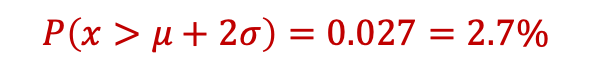 P(x > μ + 2σ) = 0.027 = 2.7%